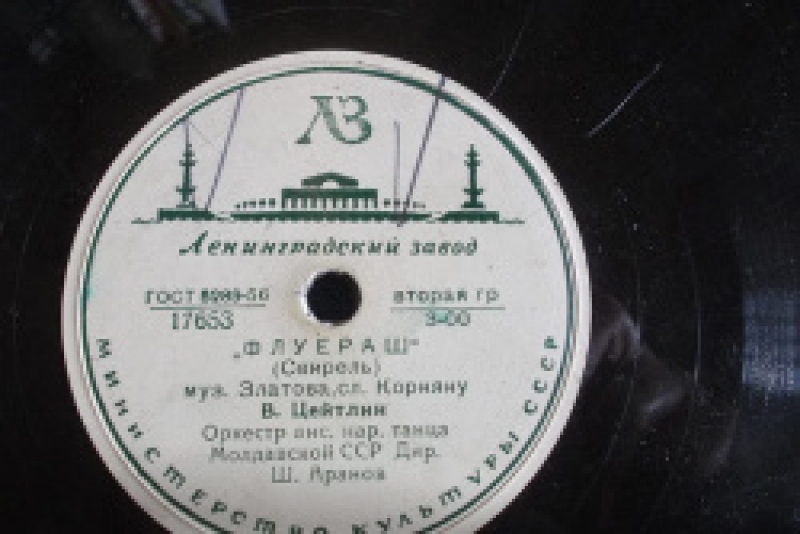 ЛЗ
Ленинградский завод
ГОСТ 5289-56 вторая гр
17653 3-00
„ФЛУЕРАШ"
(Свирель)
муз. Златова, сл. Корняну
В. Цейтлин
Оркестр анс. нар. танца
Молдавской ССР Дир.
Ш. Аранов
МИНИСТЕРСТВО КУЛЬТУРЫ СССР